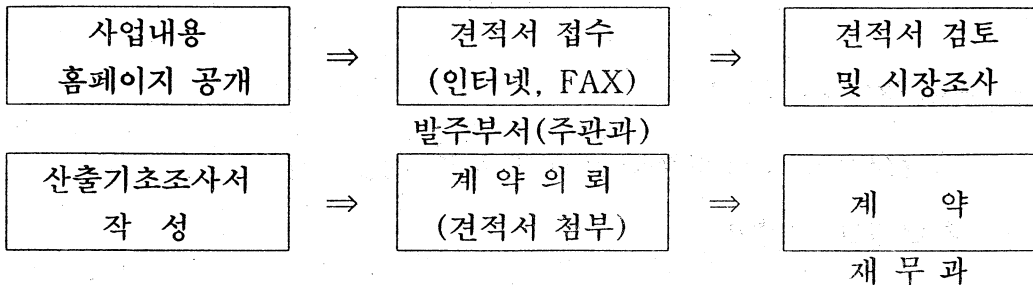 사업내용
홈페이지 공개
⇒
견적서 접수
(인터넷, FAX)
⇒
견적서 검토
및 시장조사
발주부서(주관과)
산출기초조사서
작 성
⇒
계 약 의 뢰
(견적서 첨부)
⇒
계 약
재 무 과